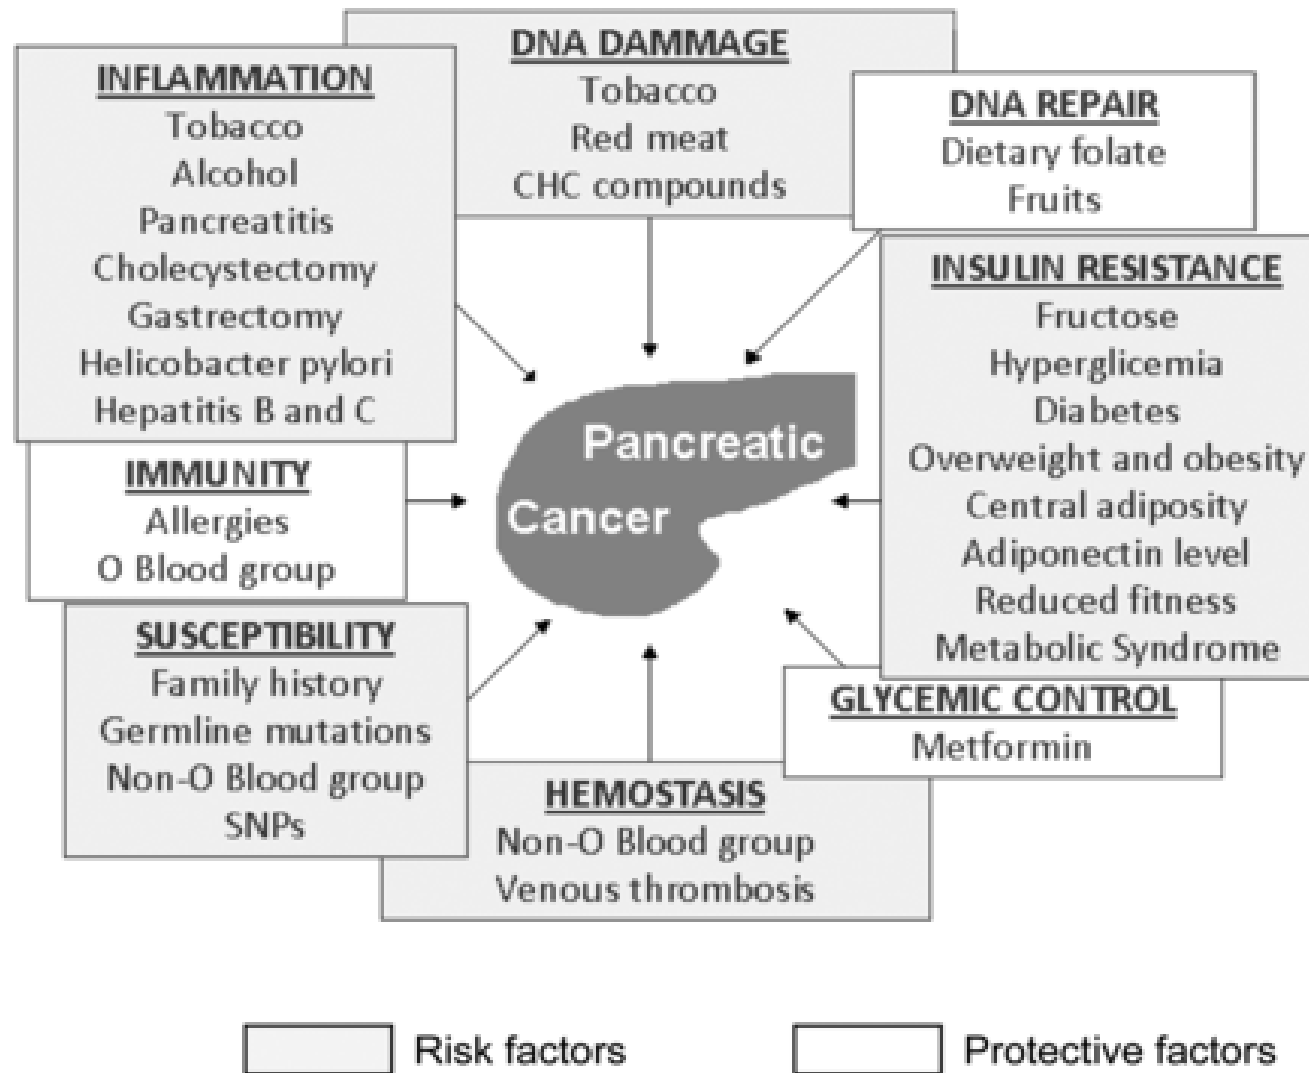 DNA DAMMAGE
Tobacco
Red meat
CHC compounds
INFLAMMATION
Tobacco
Alcohol
Pancreatitis
Cholecystectomy
Gastrectomy
Helicobacter pylori
Hepatitis B and C
DNA REPAIR
Dietary folate
Fruits
INSULIN RESISTANCE
Fructose
Hyperglicemia
Diabetes
Overweight and obesity
Central adiposity
Adiponectin level
Reduced fitness
Metabolic Syndrome
Pancreatic
Cancer
IMMUNITY
Allergies
O Blood group
SUSCEPTIBILITY
Family history
Germline mutations
Non-O Blood group
SNPs
GLYCEMIC CONTROL
Metformin
HEMOSTASIS
Non-O Blood group
Venous thrombosis
Risk factors
Protective factors